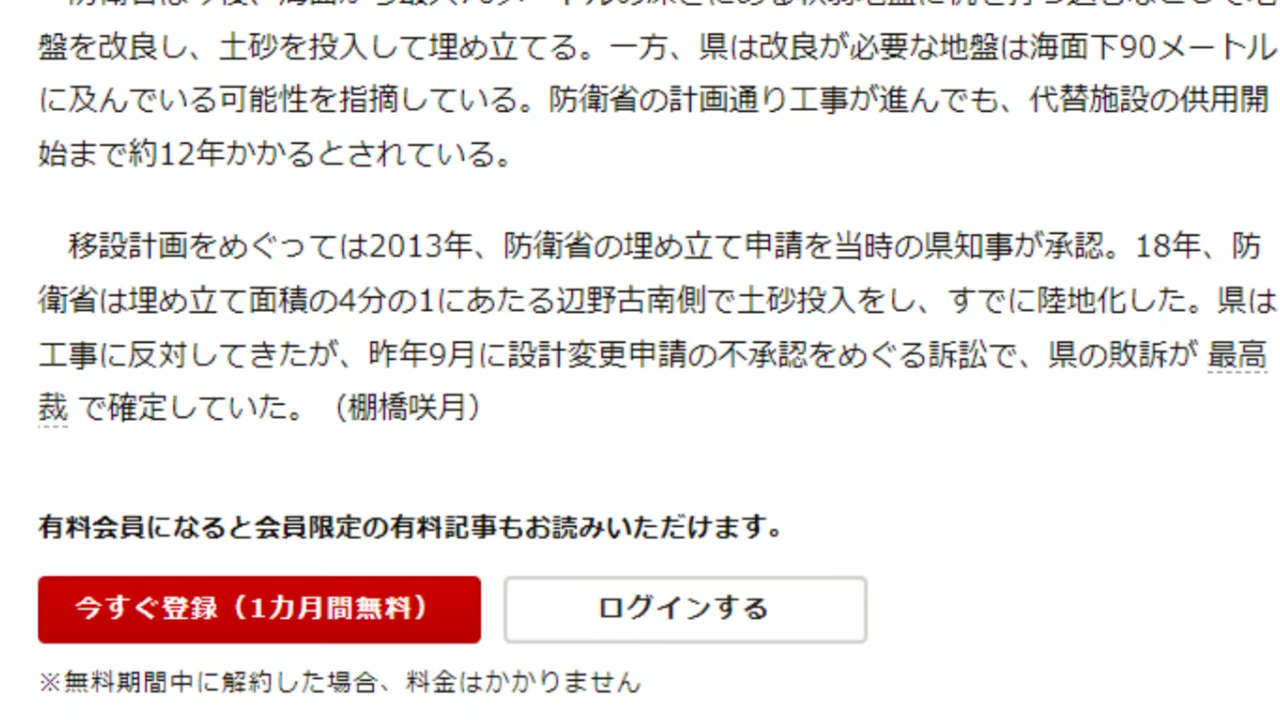 盤を改良し、土砂を投入して埋め立てる。一方、県は改良が必要な地盤は海面下90メートル
に及んでいる可能性を指摘している。防衛省の計画通り工事が進んでも、代替施設の供用開
始まで約12年かかるとされている。
移設計画をめぐっては2013年、防衛省の埋め立て申請を当時の県知事が承認。18年、防
衛省は埋め立て面積の4分の1にあたる辺野古南側で土砂投入をし、すでに陸地化した。県は
工事に反対してきたが、昨年9月に設計変更申請の不承認をめぐる訴訟で、県の敗訴が 最高
裁 で確定していた。（棚橋咲月）
有料会員になると会員限定の有料記事もお読みいただけます。
今すぐ登録（1カ月間無料）
ログインする
※無料期間中に解約した場合、料金はかかりません